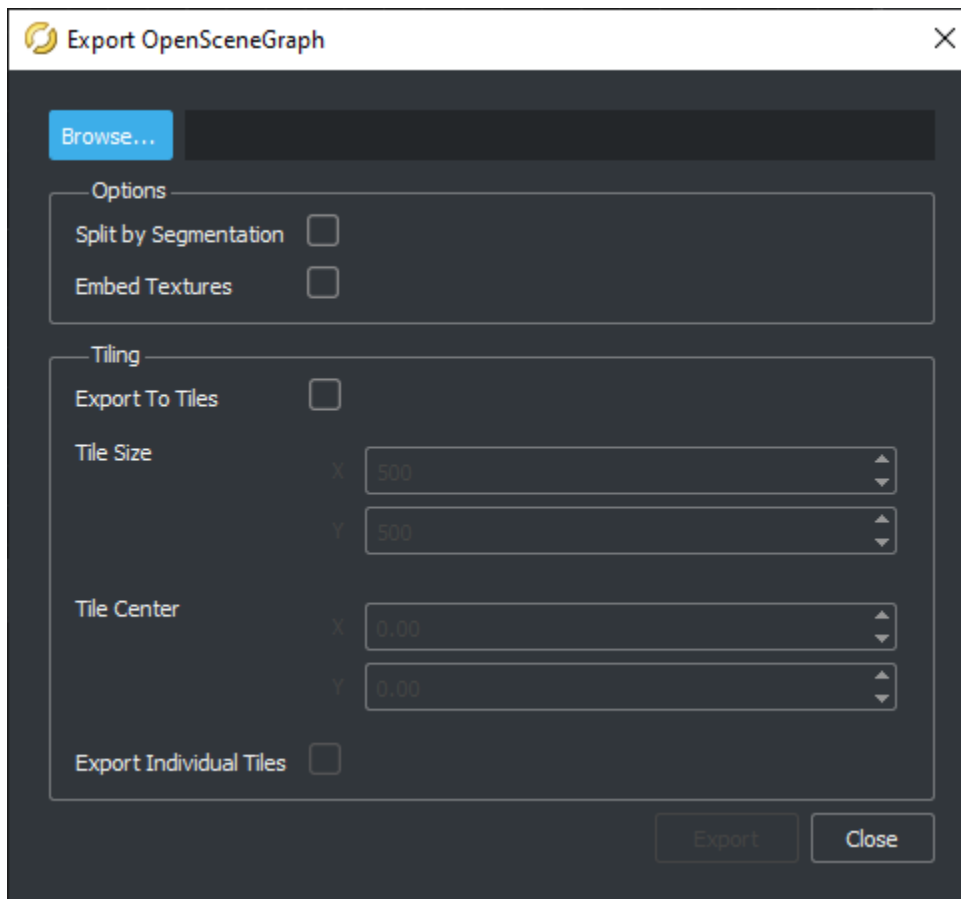 Export OpenSceneGraph
Browse...
Options
Split by Segmentation
Embed Textures
Tiling
Export To Tiles
Tile Size
X 500
Y 500
Tile Center
X 0.00
Y 0.00
Export Individual Tiles
Export Close